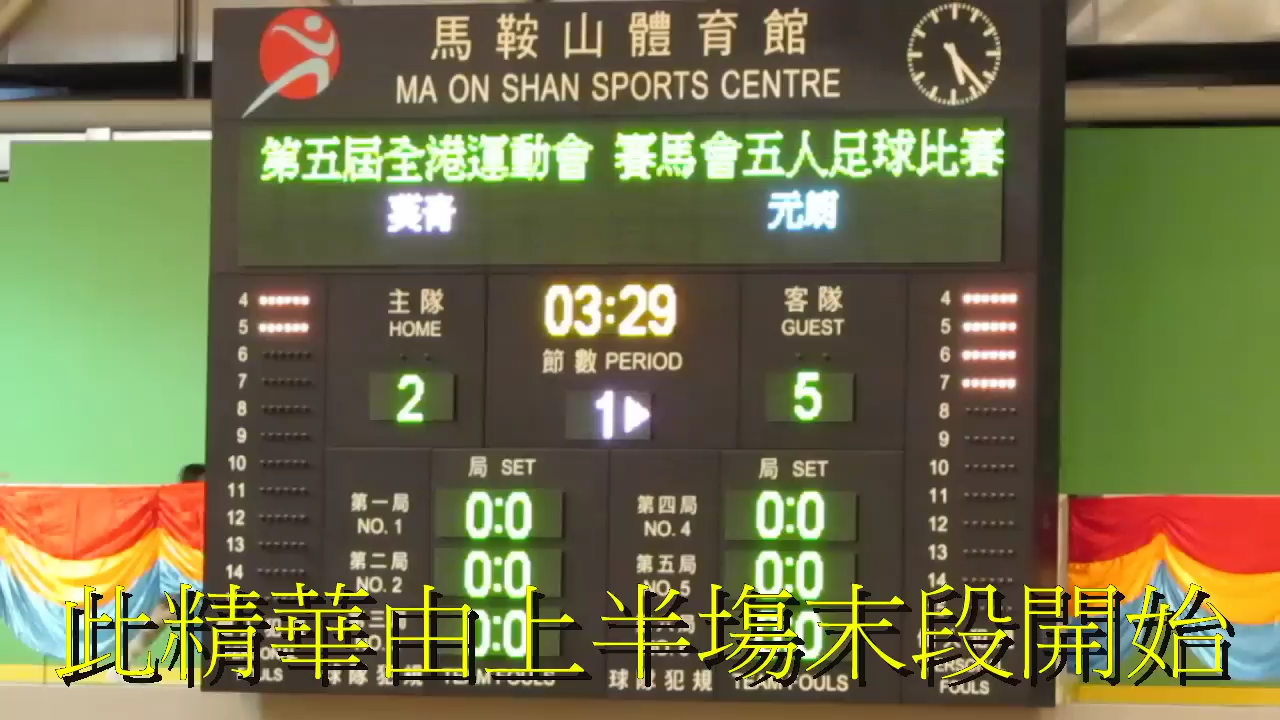 馬鞍山體育館
MA ON SHAN SPORTS CENTRE
第五屆全港運動會 賽馬會五人足球比賽
葵青 元朗
主隊 HOME
03:29
客隊 GUEST
節數 PERIOD
2 1 5
4 4
5 5
6 6
7 7
8 8
9 9
10 10
11 11
12 12
13 13
14 14
局 SET 局 SET
第一局 NO. 1 0:0 第四局 NO. 4 0:0
第二局 NO. 2 0:0 第五局 NO. 5 0:0
0:0
球隊犯規 TEAM FOULS 球隊犯規 TEAM FOULS
FOULS
此精華由上半塲末段開始